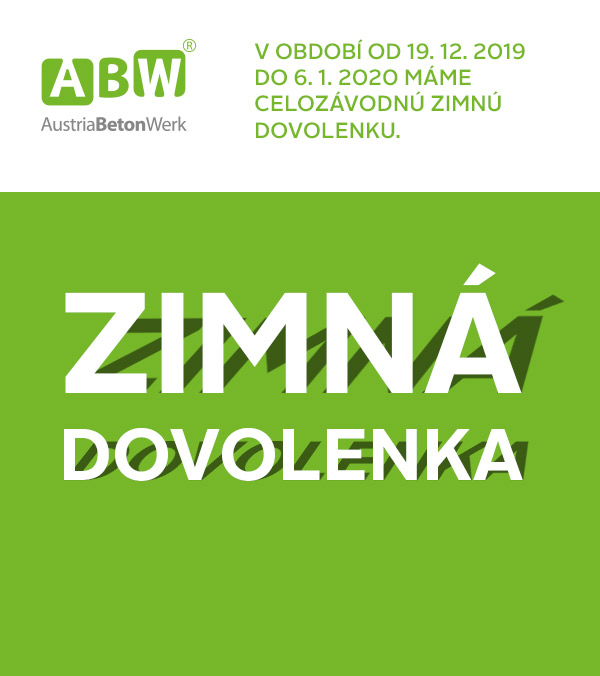 ABW®
AustriaBetonWerk
V OBDOBÍ OD 19. 12. 2019
DO 6. 1. 2020 MÁME
CELOZÁVODNÚ ZIMNÚ
DOVOLENKU.
ZIMNÁ
DOVOLENKA